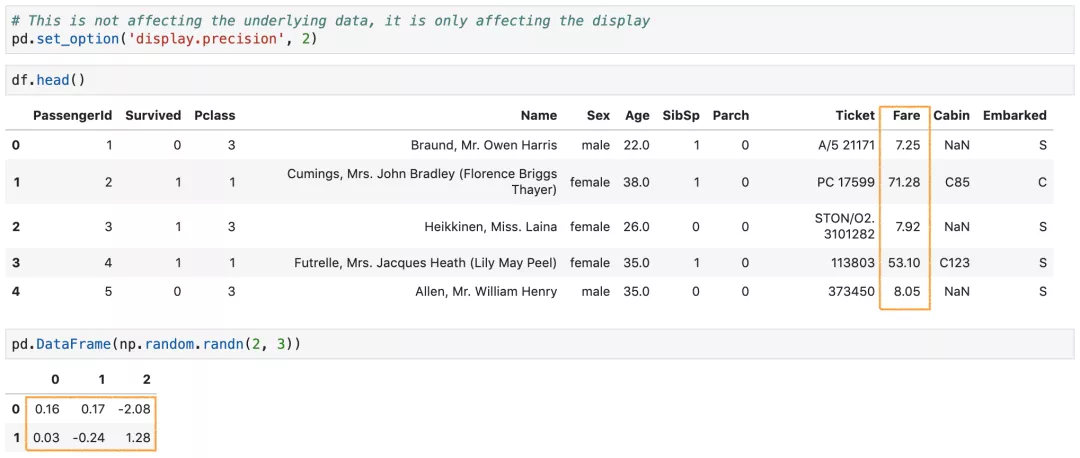 # This is not affecting the underlying data, it is only affecting the display
pd.set_option('display.precision', 2)
df.head()
PassengerId Survived Pclass Name Sex Age SibSp Parch Ticket Fare Cabin Embarked
0 1 0 3 Braund, Mr. Owen Harris male 22.0 1 0 A/5 21171 7.25 NaN S
1 2 1 1 Cumings, Mrs. John Bradley (Florence Briggs
Thayer) female 38.0 1 0 PC 17599 71.28 C85 C
2 3 1 3 Heikkinen, Miss. Laina female 26.0 0 0 STON/O2.
3101282 7.92 NaN S
3 4 1 1 Futrelle, Mrs. Jacques Heath (Lily May Peel) female 35.0 1 0 113803 53.10 C123 S
4 5 0 3 Allen, Mr. William Henry male 35.0 0 0 373450 8.05 NaN S
pd.DataFrame(np.random.randn(2, 3))
0 1 2
0 0.16 0.17 -2.08
1 0.03 -0.24 1.28